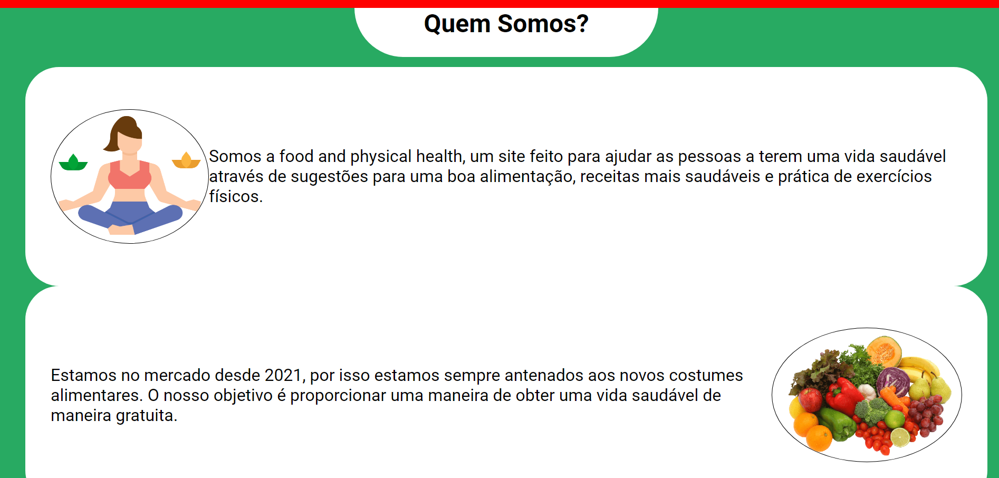 Quem Somos?
Somos a food and physical health, um site feito para ajudar as pessoas a terem uma vida saudável
através de sugestões para uma boa alimentação, receitas mais saudáveis e prática de exercícios
físicos.
Estamos no mercado desde 2021, por isso estamos sempre antenados aos novos costumes
alimentares. O nosso objetivo é proporcionar uma maneira de obter uma vida saudável de
maneira gratuita.